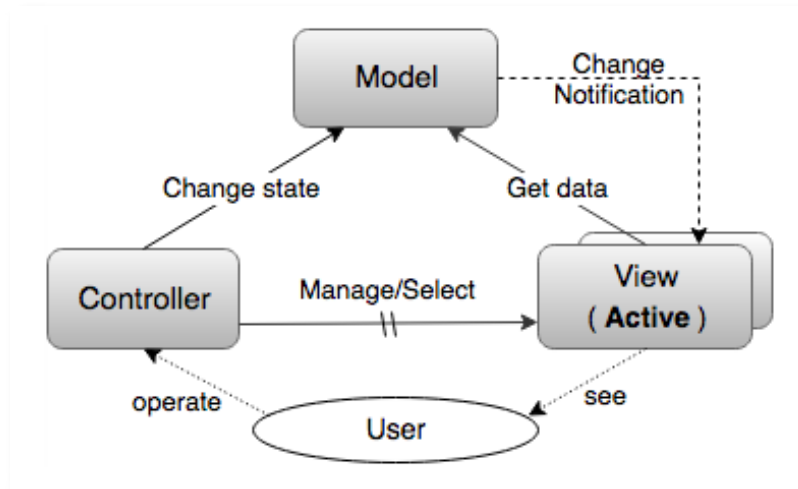 Model
Change
Notification
Change state
Get data
Controller
Manage/Select
View
( Active )
operate
see
User